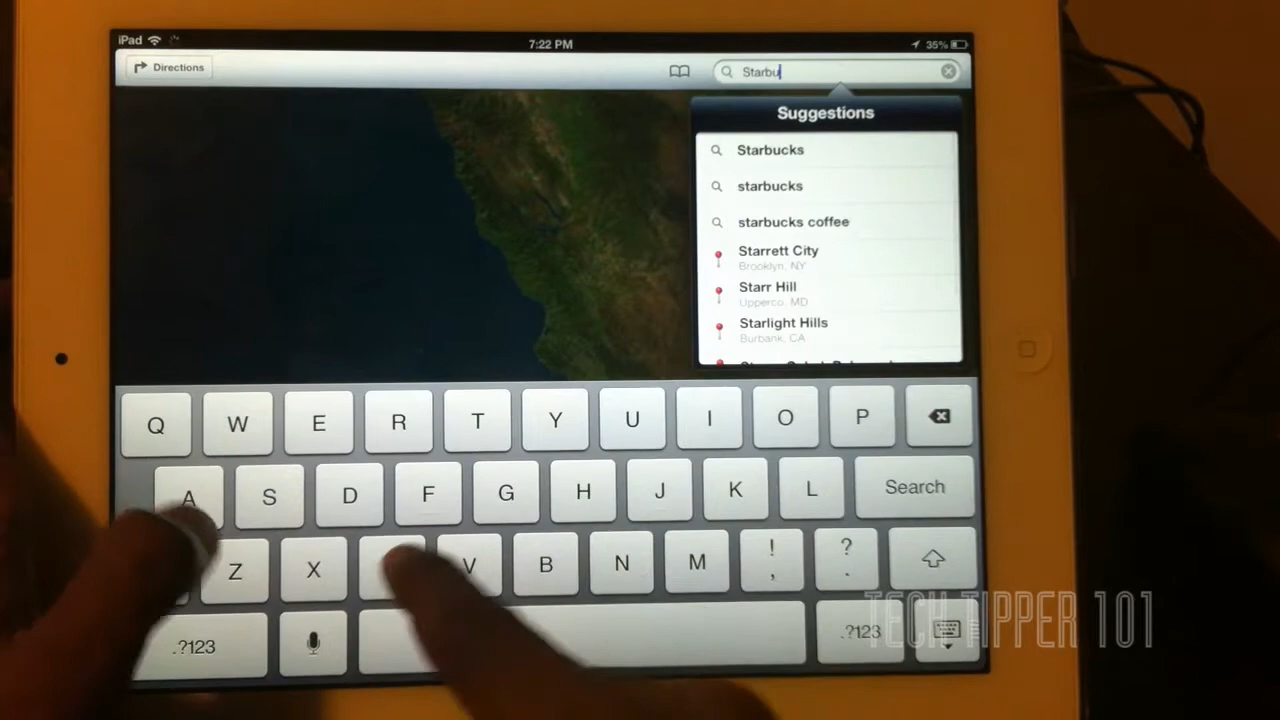 iPad
7:22 PM
35%
Directions
Starbu
Suggestions
Starbucks
starbucks
starbucks coffee
Starrett City
Brooklyn, NY
Starr Hill
Upperco, MD
Starlight Hills
Burbank, CA
Q W E R T Y U I O P
A S D F G H J K L Search
Z X V B N M ! , ? .
.?123 .?123
TECH TIPPER 101